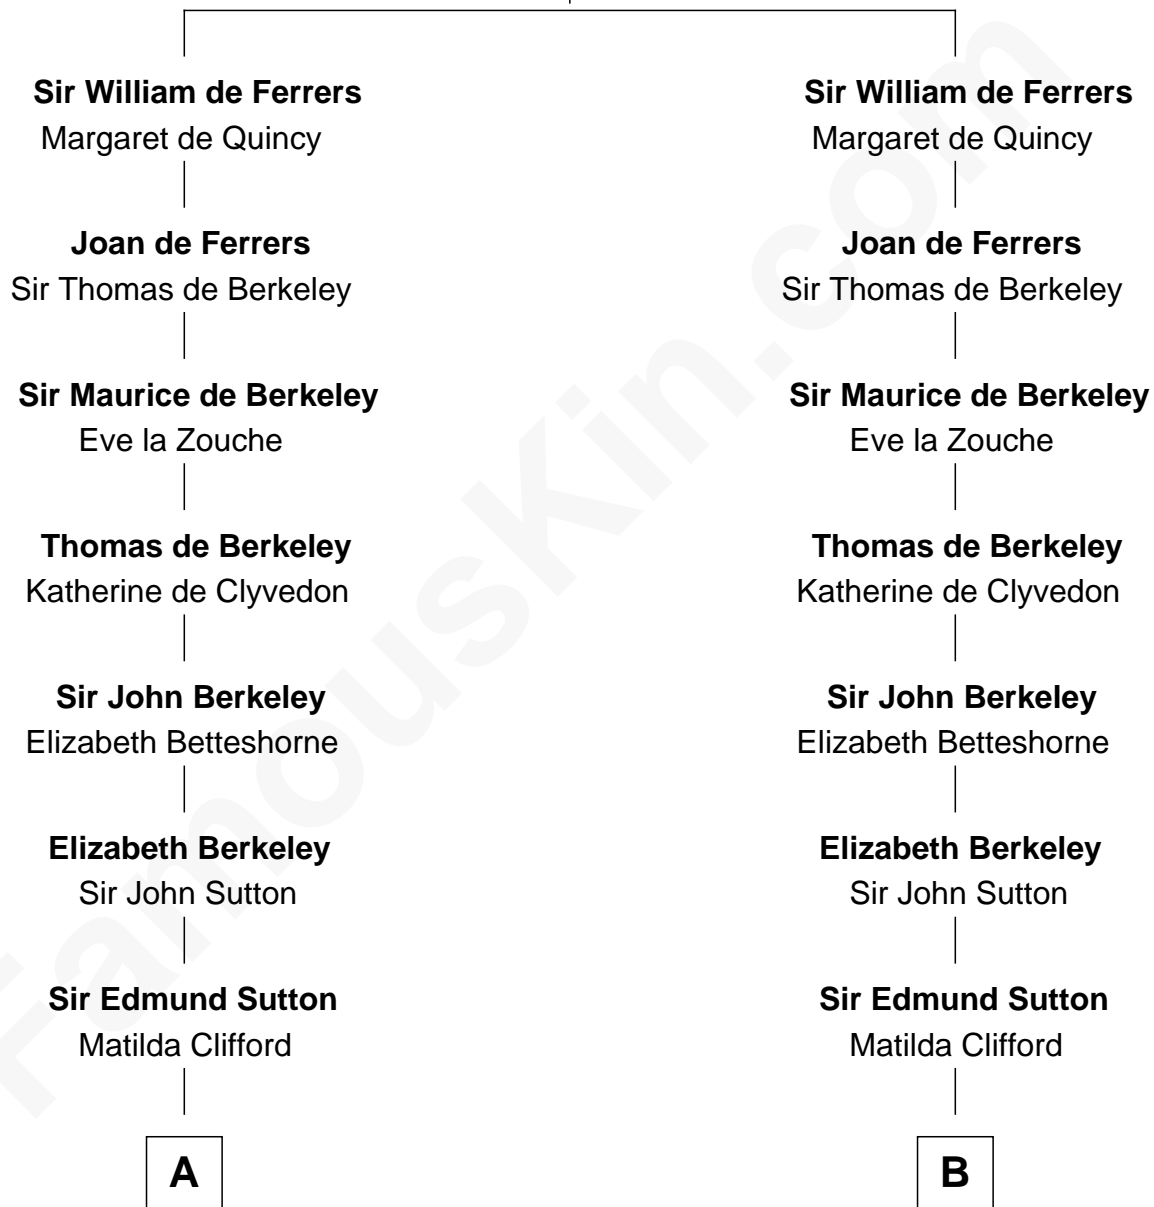 Sir William de Ferrers
Margaret de Quincy
Joan de Ferrers
Sir Thomas de Berkeley
Sir Maurice de Berkeley
Eve la Zouche
Thomas de Berkeley
Katherine de Clyvedon
Sir John Berkeley
Elizabeth Betteshorne
Elizabeth Berkeley
Sir John Sutton
Sir Edmund Sutton
Matilda Clifford
A
Sir William de Ferrers
Margaret de Quincy
Joan de Ferrers
Sir Thomas de Berkeley
Sir Maurice de Berkeley
Eve la Zouche
Thomas de Berkeley
Katherine de Clyvedon
Sir John Berkeley
Elizabeth Betteshorne
Elizabeth Berkeley
Sir John Sutton
Sir Edmund Sutton
Matilda Clifford
B
FamousKin.com